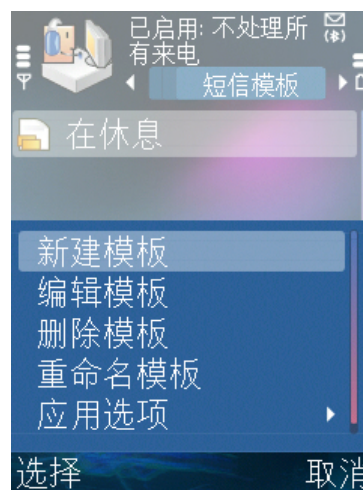 已启用: 不处理所
有来电
短信模板
在休息
新建模板
编辑模板
删除模板
重命名模板
应用选项
选择 取消